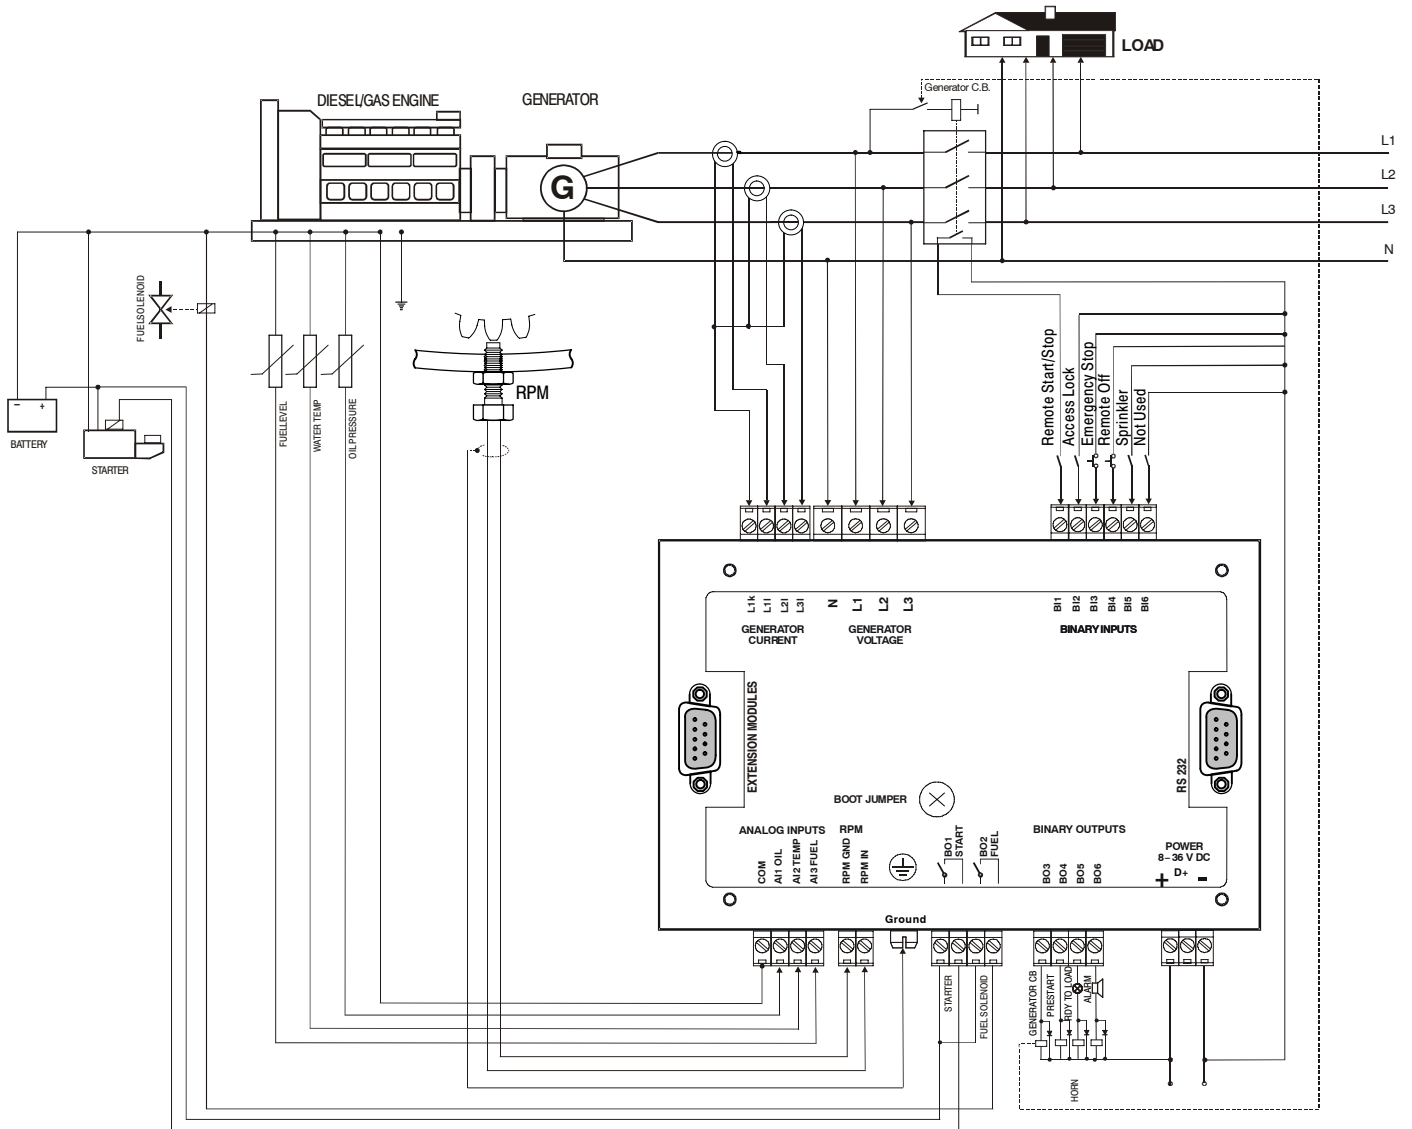 LOAD
Generator C.B.
DIESEL/GAS ENGINE
GENERATOR
L1
L2
L3
N
G
FUELSOLENOID
RPM
− +
BATTERY
STARTER
FUELLEVEL
WATER TEMP
OILPRESSURE
Remote Start/Stop
Access Lock
Emergency Stop
Remote Off
Sprinkler
Not Used
L1k
L1l
L2l
L3l
N
L1
L2
L3
BI1
BI2
BI3
BI4
BI5
BI6
GENERATOR
CURRENT
GENERATOR
VOLTAGE
BINARY INPUTS
EXTENSION MODULES
RS 232
BOOT JUMPER
ANALOG INPUTS
RPM
BINARY OUTPUTS
COM
AI1 OIL
AI2 TEMP
AI3 FUEL
RPM GND
RPM IN
BO1
START
BO2
FUEL
BO3
BO4
BO5
BO6
POWER
8– 36 V DC
+ D+ -
Ground
STARTER
FUEL SOLENOID
GENERATOR CB
PRESTART
RDY TO LOAD
ALARM
HORN